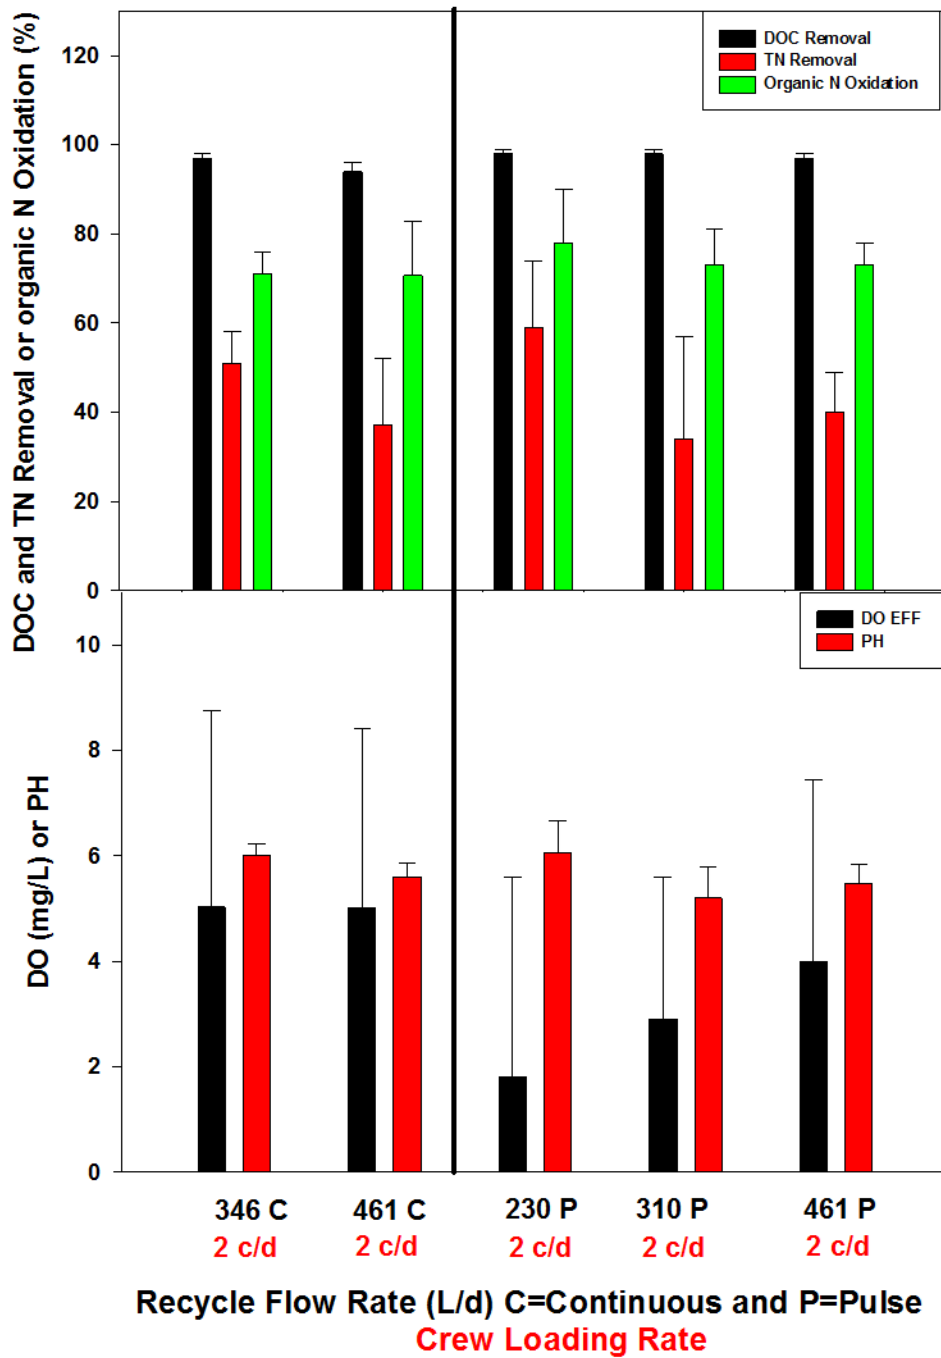 DOC and TN Removal or organic N Oxidation (%)
120
100
80
60
40
20
0
DOC Removal
TN Removal
Organic N Oxidation
DO (mg/L) or PH
10
8
6
4
2
0
DO EFF
PH
346 C 461 C 230 P 310 P 461 P
2 c/d 2 c/d 2 c/d 2 c/d 2 c/d
Recycle Flow Rate (L/d) C=Continuous and P=Pulse
Crew Loading Rate